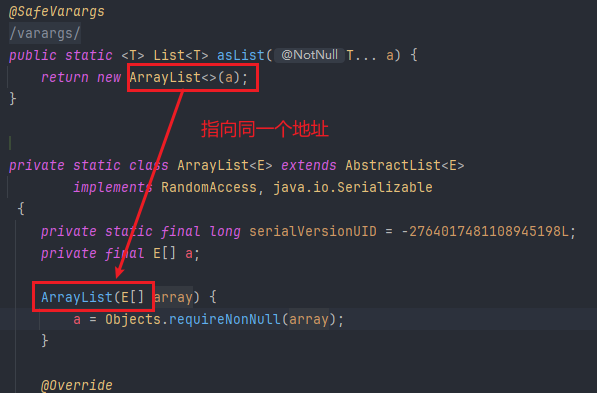 @SafeVarargs
/varargs/
public static <T> List<T> asList( @NotNull T... a) {
return new ArrayList<>(a);
}
指向同一个地址
private static class ArrayList<E> extends AbstractList<E>
implements RandomAccess, java.io.Serializable
{
private static final long serialVersionUID = -2764017481108945198L;
private final E[] a;
ArrayList(E[] array) {
a = Objects.requireNonNull(array);
}
@Override